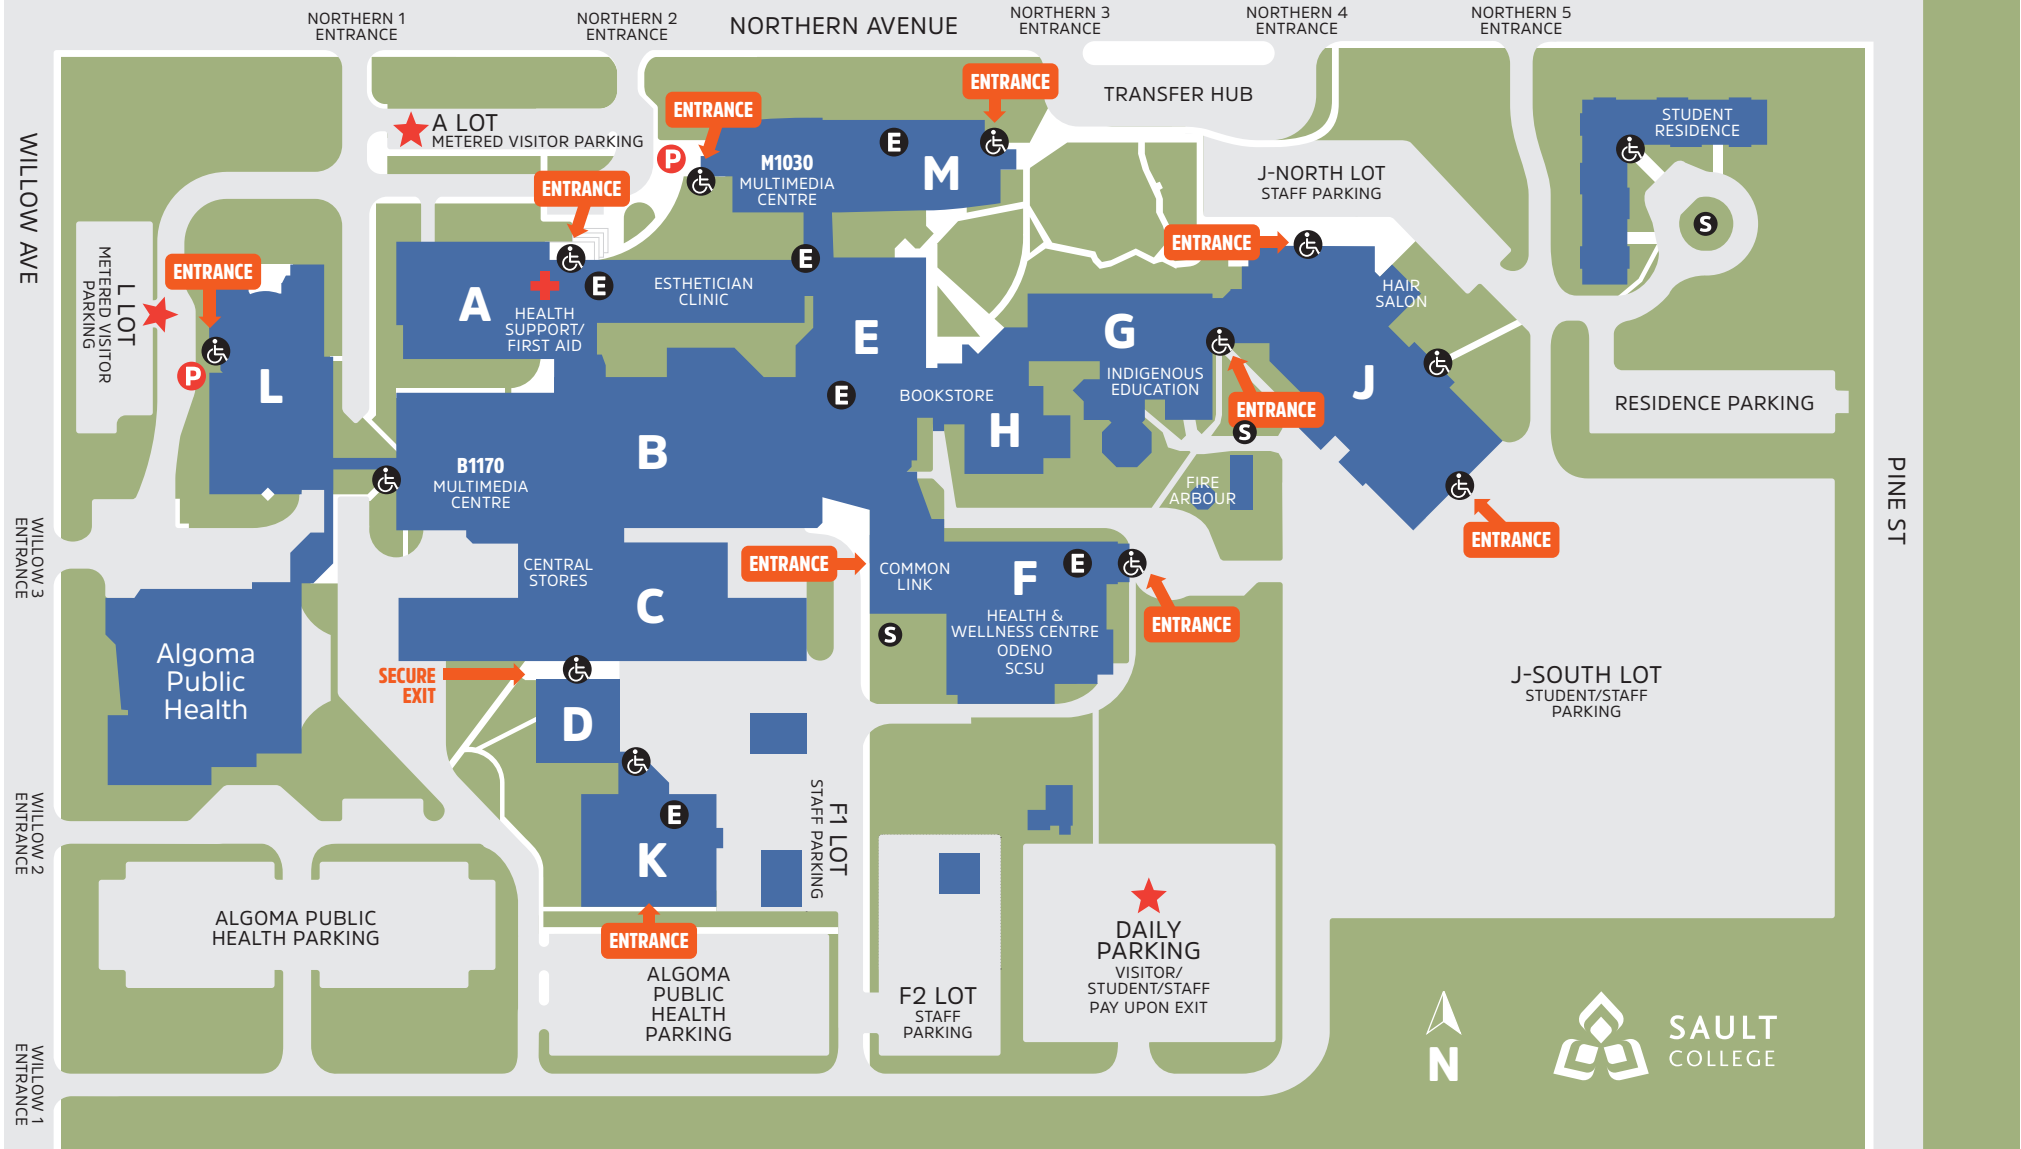 NORTHERN 1
ENTRANCE
NORTHERN 2
ENTRANCE
NORTHERN AVENUE
NORTHERN 3
ENTRANCE
NORTHERN 4
ENTRANCE
NORTHERN 5
ENTRANCE
ENTRANCE
TRANSFER HUB
ENTRANCE
A LOT
METERED VISITOR PARKING
STUDENT
RESIDENCE
E
P
M1030
MULTIMEDIA
CENTRE
M
J-NORTH LOT
STAFF PARKING
WILLOW AVE
ENTRANCE
S
ENTRANCE
L LOT
METERED VISITOR
PARKING
ENTRANCE
E
ESTHETICIAN
CLINIC
E
A
HEALTH
SUPPORT/
FIRST AID
HAIR
SALON
G
E
P
L
INDIGENOUS
EDUCATION
J
E
BOOKSTORE
ENTRANCE
RESIDENCE PARKING
H
S
B
B1170
MULTIMEDIA
CENTRE
FIRE
ARBOUR
PINE ST
WILLOW 3
ENTRANCE
ENTRANCE
ENTRANCE
CENTRAL
STORES
COMMON
LINK
F
E
C
HEALTH &
WELLNESS CENTRE
ODENO
SCSU
ENTRANCE
S
Algoma
Public
Health
SECURE
EXIT
J-SOUTH LOT
STUDENT/STAFF
PARKING
D
WILLOW 2
ENTRANCE
F1 LOT
STAFF PARKING
E
K
ALGOMA PUBLIC
HEALTH PARKING
ENTRANCE
DAILY
PARKING
VISITOR/
STUDENT/STAFF
PAY UPON EXIT
ALGOMA
PUBLIC
HEALTH
PARKING
F2 LOT
STAFF
PARKING
N
SAULT
COLLEGE
WILLOW 1
ENTRANCE